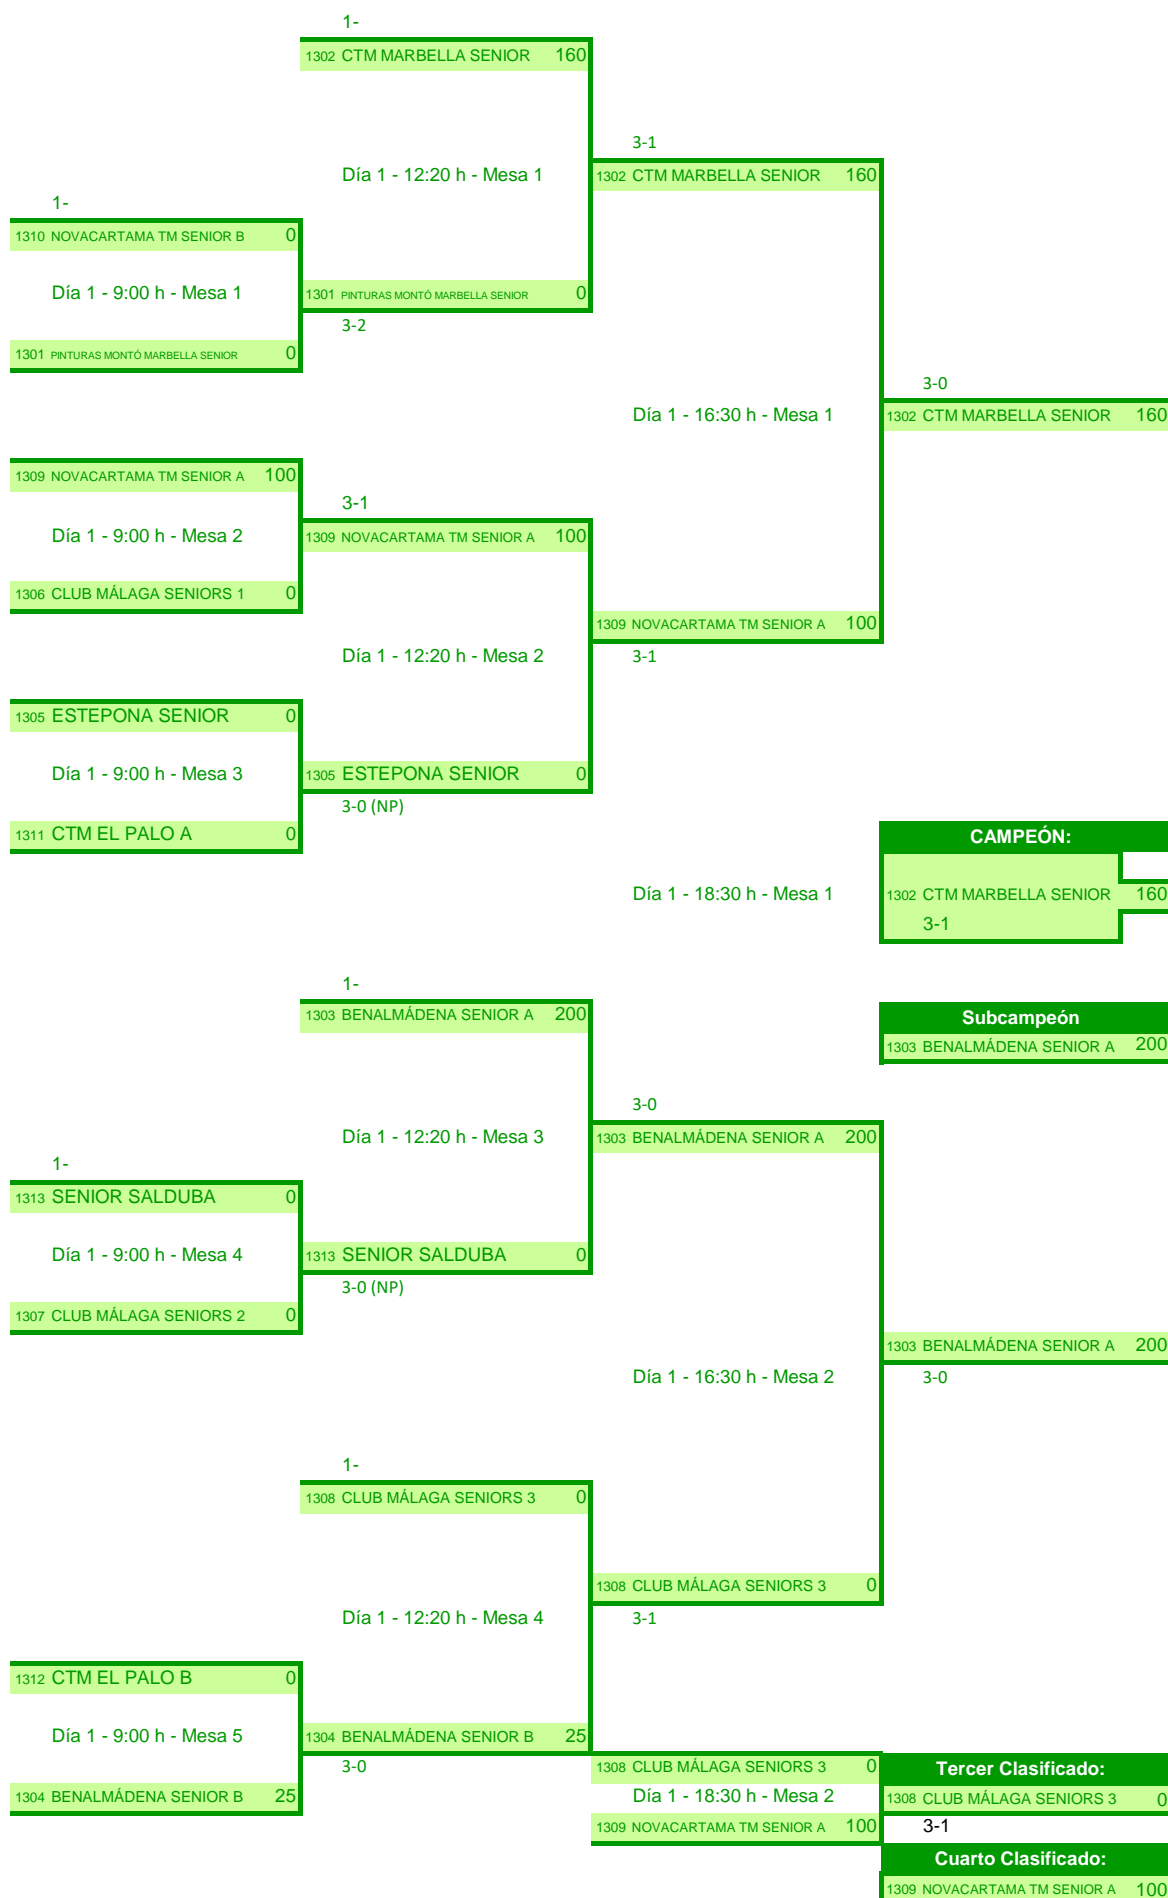 1-
1302 CTM MARBELLA SENIOR 160
3-1
Día 1 - 12:20 h - Mesa 1
1302 CTM MARBELLA SENIOR 160
1-
1310 NOVACARTAMA TM SENIOR B 0
Día 1 - 9:00 h - Mesa 1
1301 PINTURAS MONTÓ MARBELLA SENIOR 0
3-2
1301 PINTURAS MONTÓ MARBELLA SENIOR 0
3-0
Día 1 - 16:30 h - Mesa 1
1302 CTM MARBELLA SENIOR 160
1309 NOVACARTAMA TM SENIOR A 100
3-1
Día 1 - 9:00 h - Mesa 2
1309 NOVACARTAMA TM SENIOR A 100
1306 CLUB MÁLAGA SENIORS 1 0
1309 NOVACARTAMA TM SENIOR A 100
Día 1 - 12:20 h - Mesa 2
3-1
1305 ESTEPONA SENIOR 0
Día 1 - 9:00 h - Mesa 3
1305 ESTEPONA SENIOR 0
3-0 (NP)
1311 CTM EL PALO A 0
CAMPEÓN:
Día 1 - 18:30 h - Mesa 1
1302 CTM MARBELLA SENIOR 160
3-1
1-
1303 BENALMÁDENA SENIOR A 200
Subcampeón
1303 BENALMÁDENA SENIOR A 200
3-0
Día 1 - 12:20 h - Mesa 3
1303 BENALMÁDENA SENIOR A 200
1-
1313 SENIOR SALDUBA 0
Día 1 - 9:00 h - Mesa 4
1313 SENIOR SALDUBA 0
3-0 (NP)
1307 CLUB MÁLAGA SENIORS 2 0
1303 BENALMÁDENA SENIOR A 200
Día 1 - 16:30 h - Mesa 2
3-0
1-
1308 CLUB MÁLAGA SENIORS 3 0
1308 CLUB MÁLAGA SENIORS 3 0
Día 1 - 12:20 h - Mesa 4
3-1
1312 CTM EL PALO B 0
Día 1 - 9:00 h - Mesa 5
1304 BENALMÁDENA SENIOR B 25
3-0
1308 CLUB MÁLAGA SENIORS 3 0
Tercer Clasificado:
1304 BENALMÁDENA SENIOR B 25
Día 1 - 18:30 h - Mesa 2
1308 CLUB MÁLAGA SENIORS 3 0
1309 NOVACARTAMA TM SENIOR A 100
3-1
Cuarto Clasificado:
1309 NOVACARTAMA TM SENIOR A 100